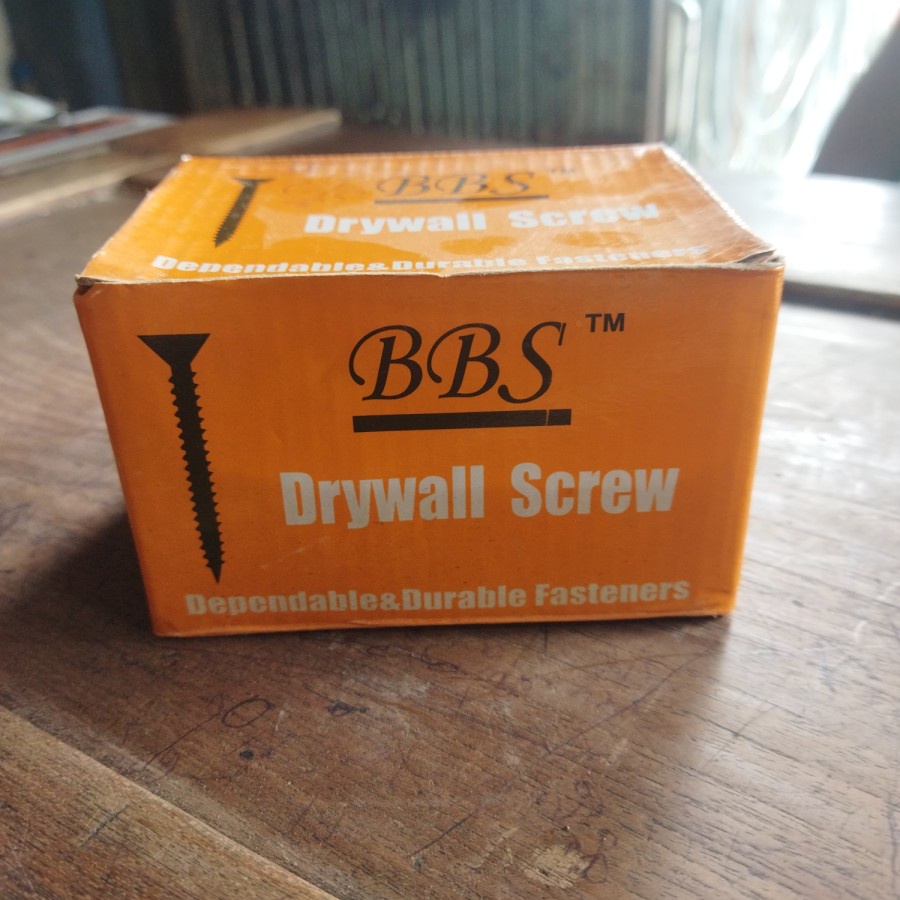 BBS™
Drywall Screw
Dependable&Durable Fasteners
BBS™
Drywall Screw
Dependable&Durable Fasteners